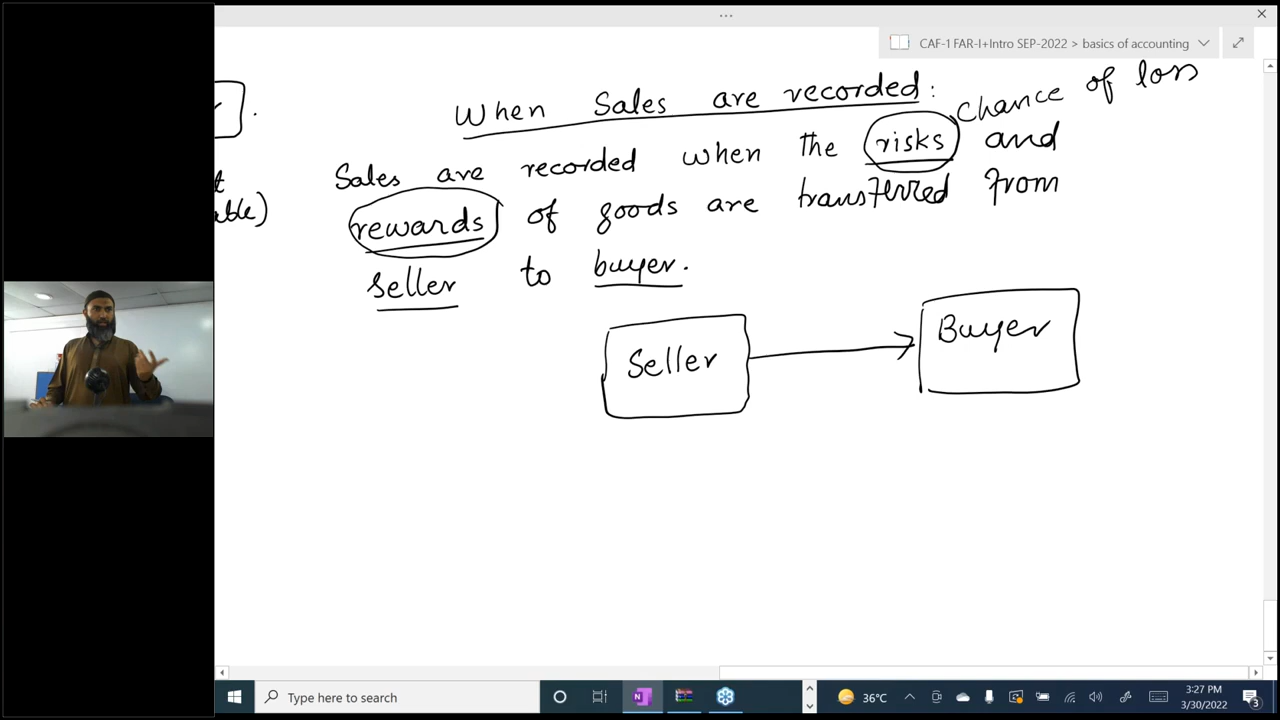 CAF-1 FAR-I+Intro SEP-2022 > basics of accounting
When Sales are recorded:
chance of loss
Sales are recorded when the risks and
rewards of goods are transferred from
seller to buyer.
able)
Seller
Buyer
Type here to search
36°C
3:27 PM
3/30/2022
3